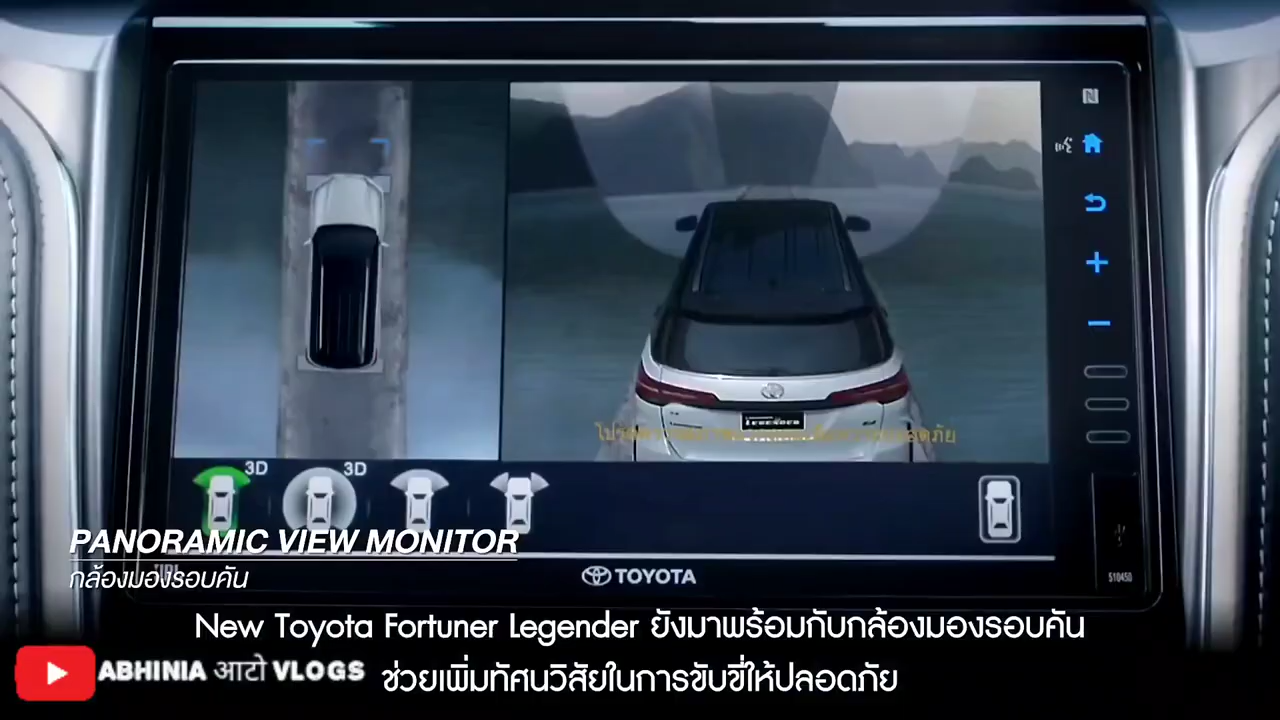 N
3D
3D
LEGENDER
PANORAMIC VIEW MONITOR
กล้องมองรอบคัน
TOYOTA
510450
New Toyota Fortuner Legender ยังมาพร้อมกับกล้องมองรอบคัน
ABHINIA आटो VLOGS
ช่วยเพิ่มทัศนวิสัยในการขับขี่ให้ปลอดภัย